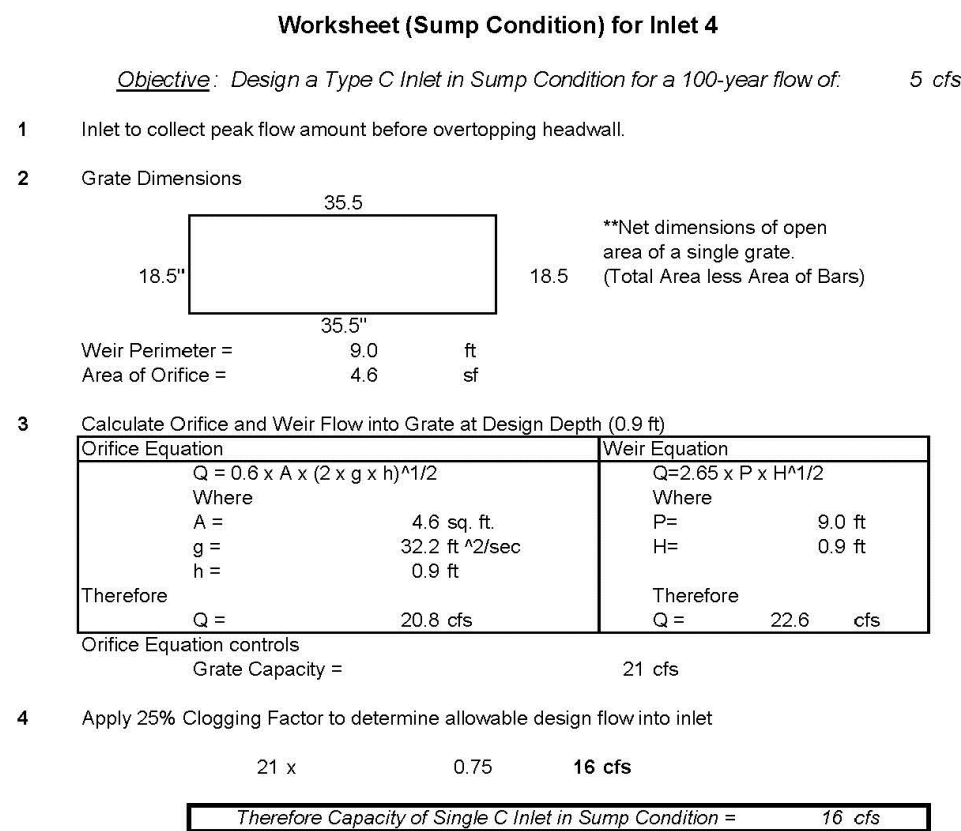 Worksheet (Sump Condition) for Inlet 4
Objective: Design a Type C Inlet in Sump Condition for a 100-year flow of: 5 cfs
1 Inlet to collect peak flow amount before overtopping headwall.
2 Grate Dimensions
35.5
**Net dimensions of open
area of a single grate.
18.5" 18.5 (Total Area less Area of Bars)
35.5"
Weir Perimeter = 9.0 ft
Area of Orifice = 4.6 sf
3 Calculate Orifice and Weir Flow into Grate at Design Depth (0.9 ft)
Orifice Equation Weir Equation
Q = 0.6 x A x (2 x g x h)^1/2 Q=2.65 x P x H^1/2
Where Where
A = 4.6 sq. ft. P= 9.0 ft
g = 32.2 ft ^2/sec H= 0.9 ft
h = 0.9 ft
Therefore Therefore
Q = 20.8 cfs Q = 22.6 cfs
Orifice Equation controls
Grate Capacity = 21 cfs
4 Apply 25% Clogging Factor to determine allowable design flow into inlet
21 x 0.75 16 cfs
Therefore Capacity of Single C Inlet in Sump Condition = 16 cfs